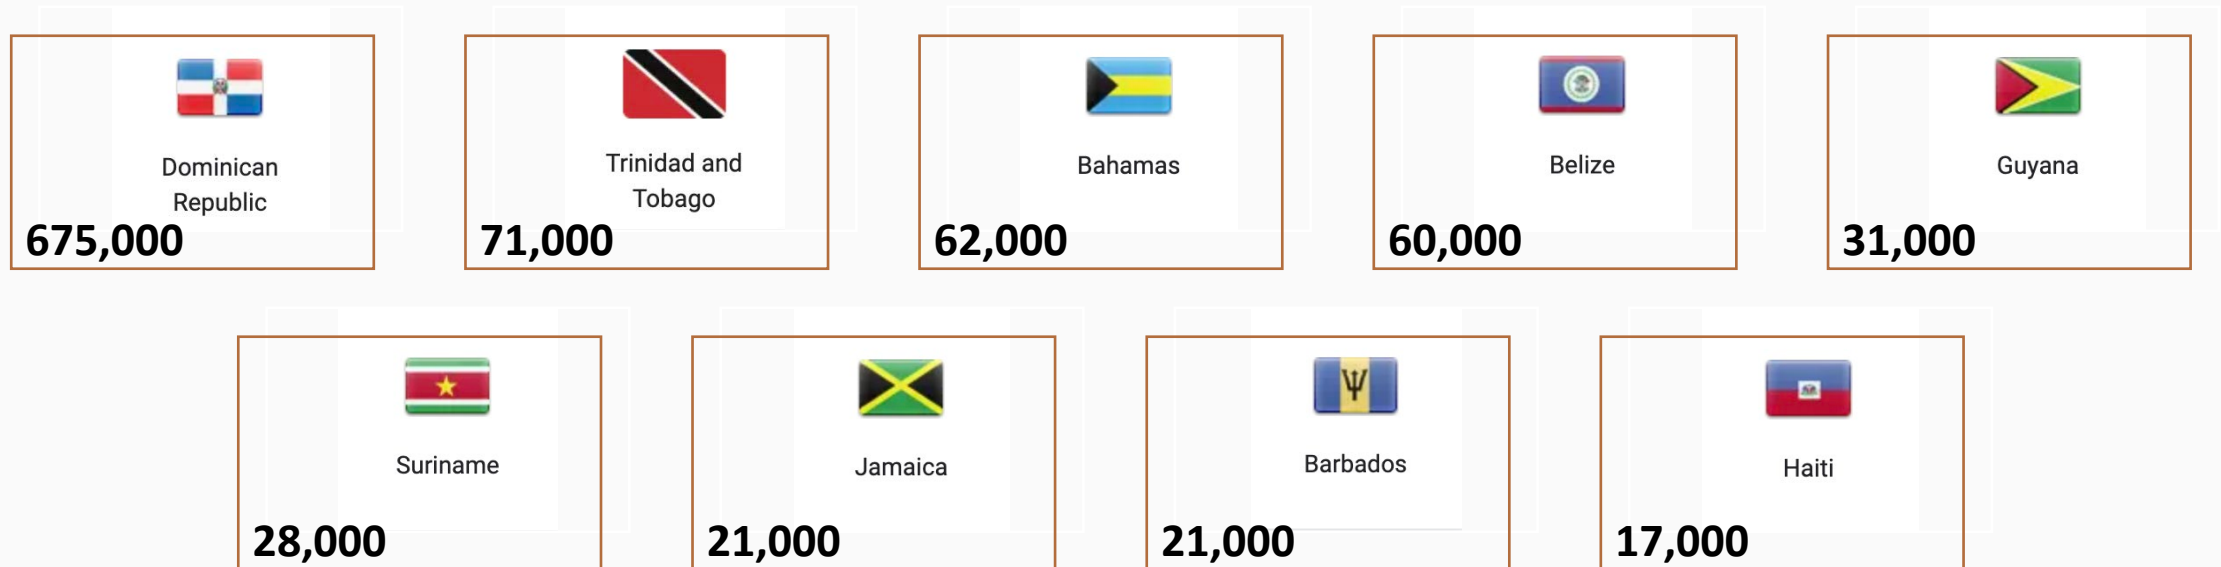 Dominican
Republic
675,000
Trinidad and
Tobago
71,000
Bahamas
62,000
Belize
60,000
Guyana
31,000
Suriname
28,000
Jamaica
21,000
Barbados
21,000
Haiti
17,000